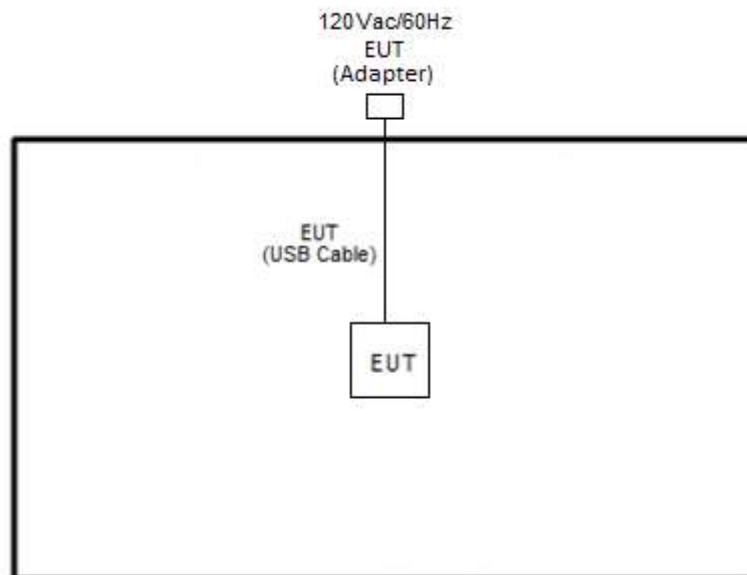 120Vac/60Hz
EUT
(Adapter)
EUT
(USB Cable)
EUT